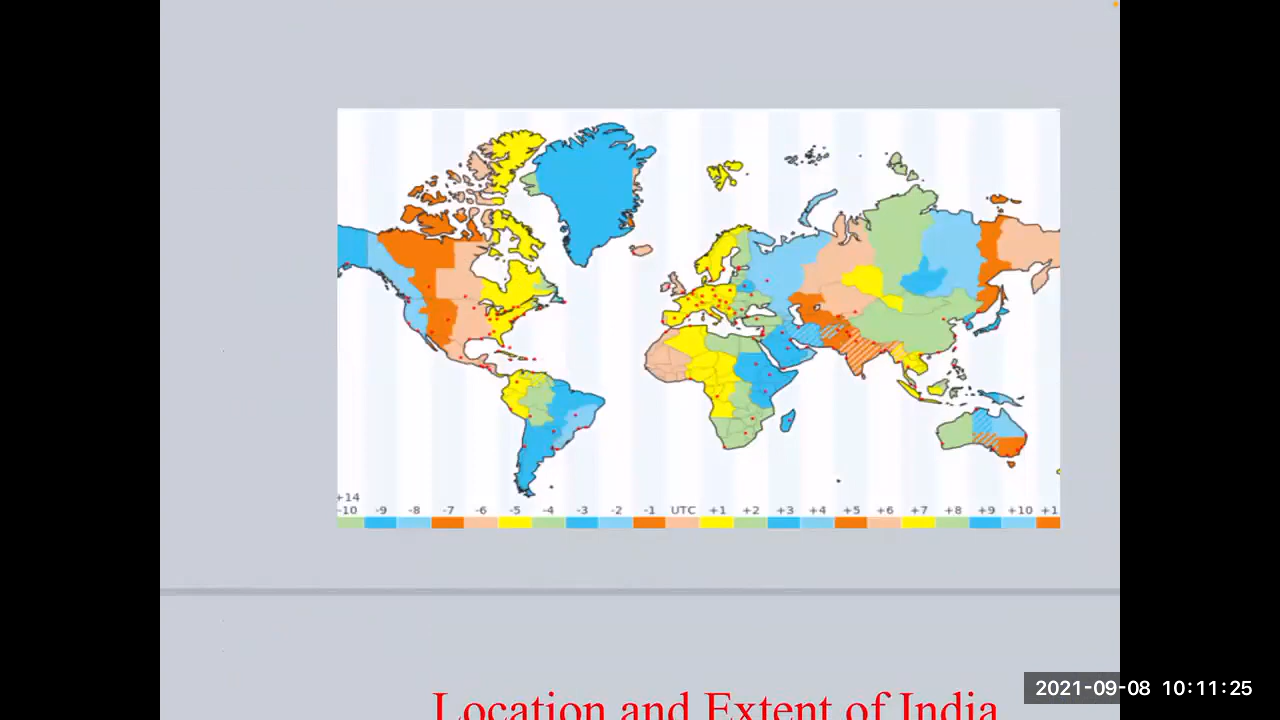 +14
-10 -9 -8 -7 -6 -5 -4 -3 -2 -1 UTC +1 +2 +3 +4 +5 +6 +7 +8 +9 +10 +1
Location and Extent of India
2021-09-08 10:11:25